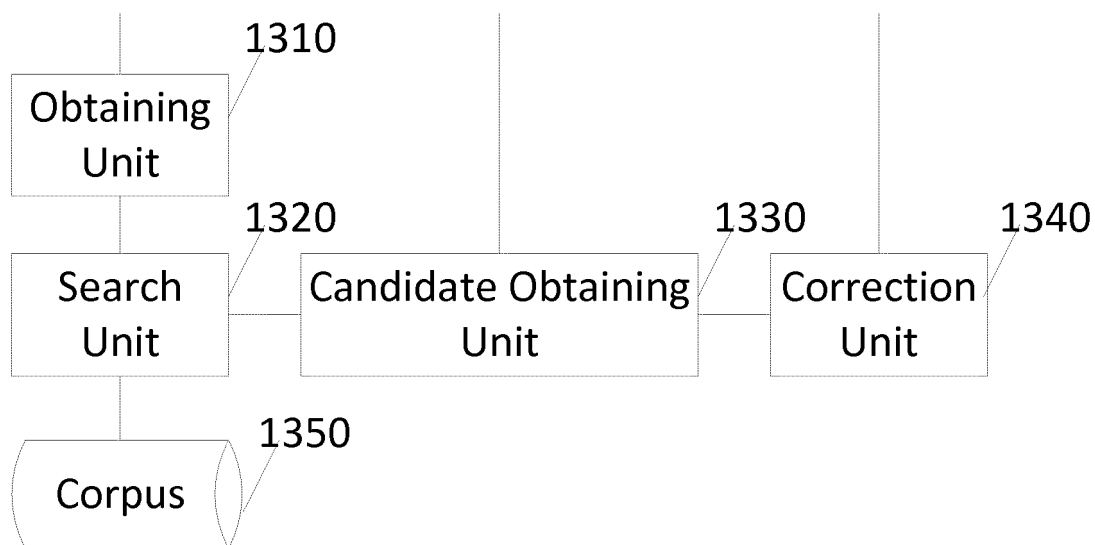 1310
Obtaining
Unit
1320
1330
1340
Search
Unit
Candidate Obtaining
Unit
Correction
Unit
1350
Corpus